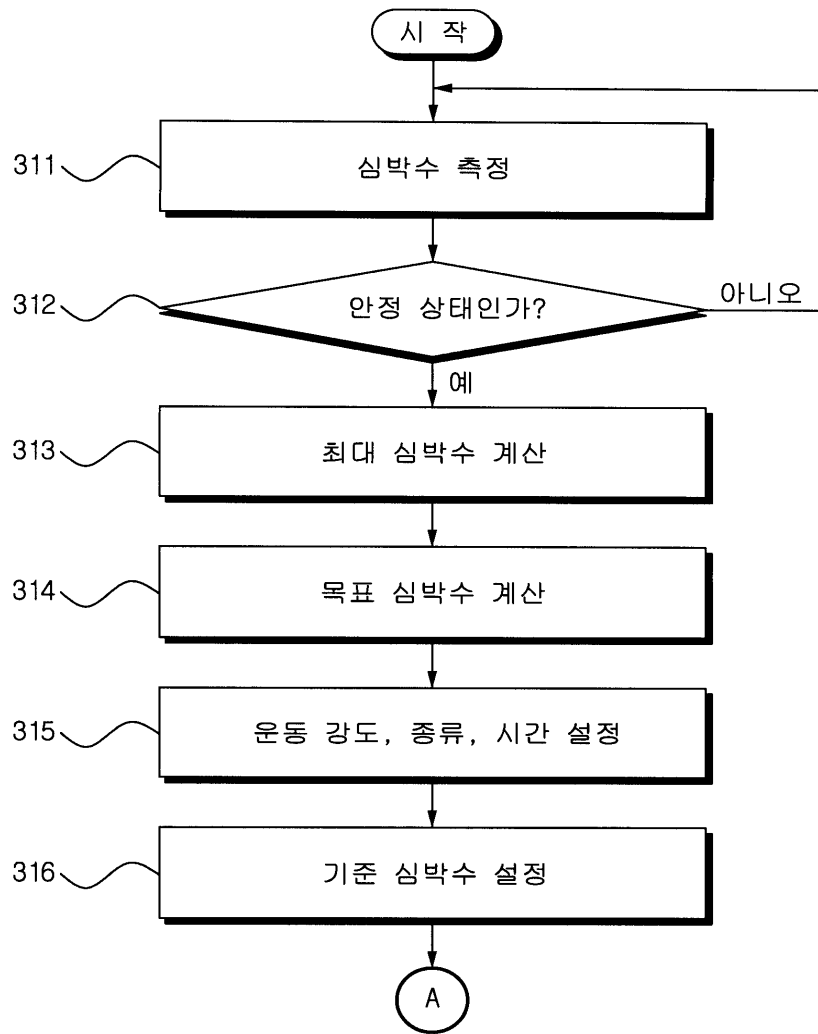 시 작
311 심박수 측정
312 안정 상태인가? 아니오
예
313 최대 심박수 계산
314 목표 심박수 계산
315 운동 강도, 종류, 시간 설정
316 기준 심박수 설정
A